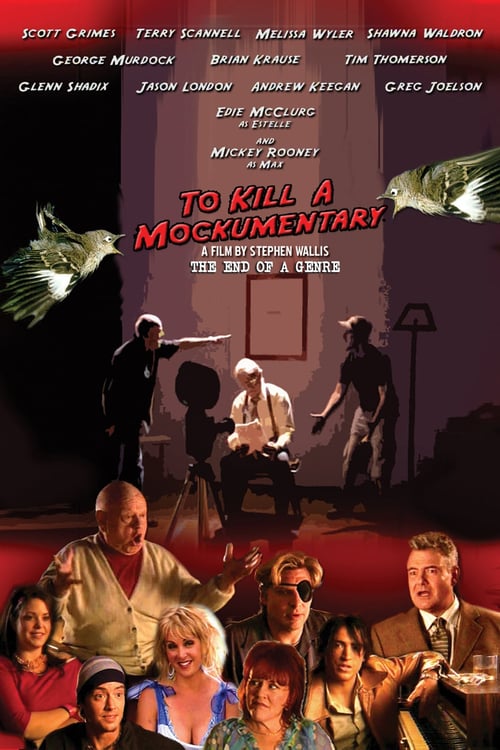 Scott Grimes Terry Scannell Melissa Wyler Shawna Waldron
George Murdock Brian Krause Tim Thomerson
Glenn Shadix Jason London Andrew Keegan Greg Joelson
Edie McClurg
as Estelle
and
Mickey Rooney
as Max
To Kill A
Mockumentary
A FILM BY STEPHEN WALLIS
THE END OF A GENRE